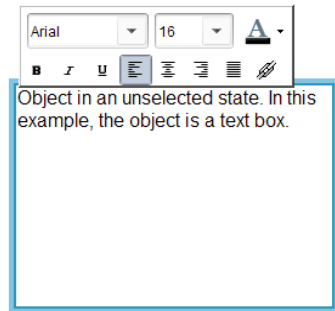 Arial 16 A
B I U
Object in an unselected state. In this
example, the object is a text box.